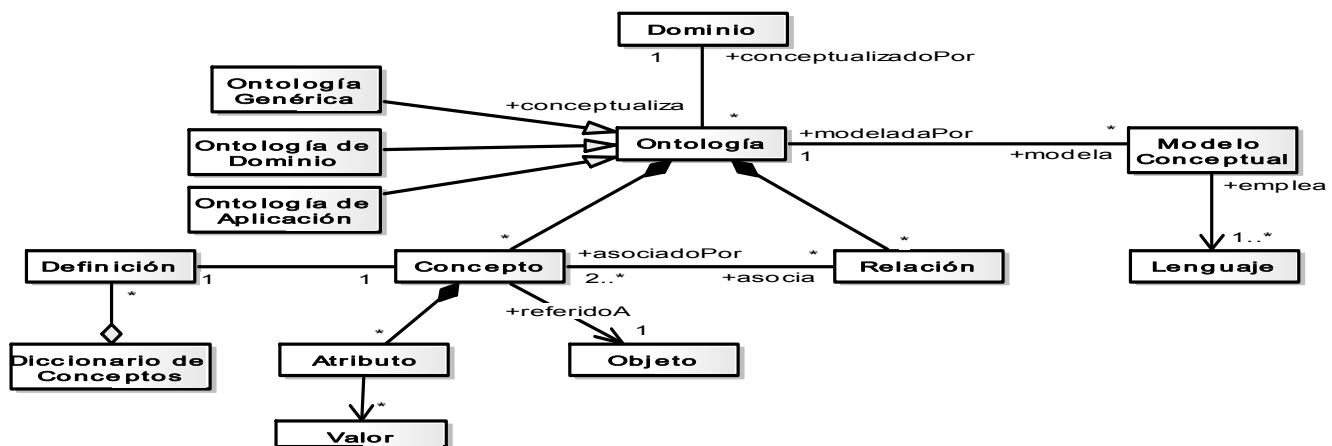 Dominio
1
+conceptualizadoPor
Ontología
Genérica
+conceptualiza
*
Ontología de
Dominio
Ontología
+modeladaPor
1
*
+modela
Modelo
Conceptual
+emplea
Ontología de
Aplicación
*
*
1..*
Definición
1
1
Concepto
+asociadoPor
2..*
*
+asocia
Relación
Lenguaje
*
+referidoA
1
*
Diccionario de
Conceptos
Atributo
Objeto
*
Valor